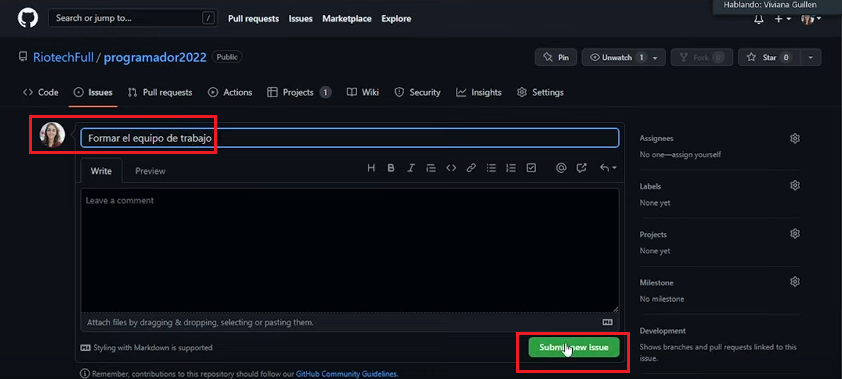 Hablando: Viviana Guillen
Search or jump to... / Pull requests Issues Marketplace Explore
RiotechFull / programador2022 Public Pin Unwatch 1 Fork 0 Star 0
Code Issues Pull requests Actions Projects 1 Wiki Security Insights Settings
Formar el equipo de trabajo
Write Preview
Leave a comment
Attach files by dragging & dropping, selecting or pasting them.
Styling with Markdown is supported
Submit new issue
Remember, contributions to this repository should follow our GitHub Community Guidelines.
Assignees
No one—assign yourself
Labels
None yet
Projects
None yet
Milestone
No milestone
Development
Shows branches and pull requests linked to this
issue.